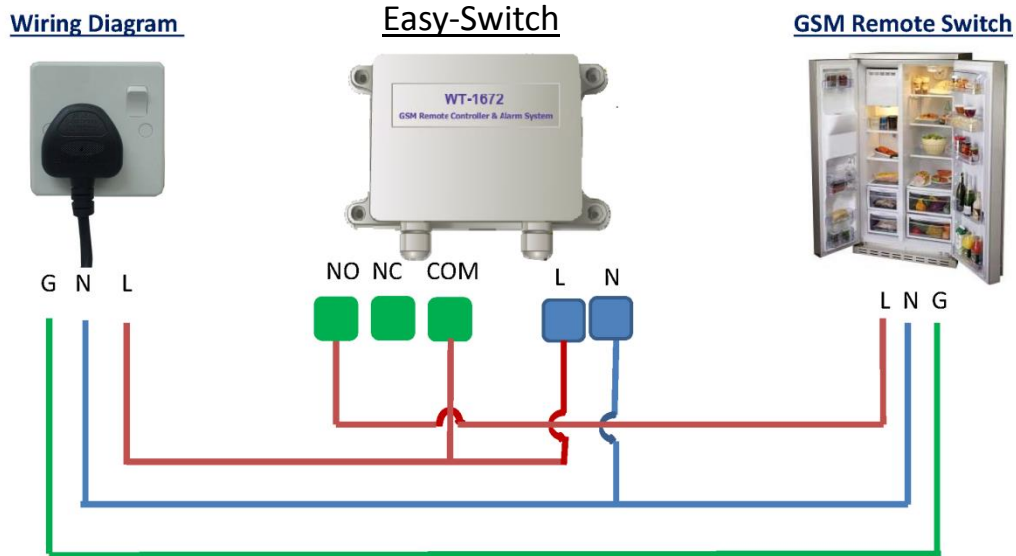 Wiring Diagram
Easy-Switch
GSM Remote Switch
WT-1672
GSM Remote Controller & Alarm System
G N L
NO NC COM
L N
L N G